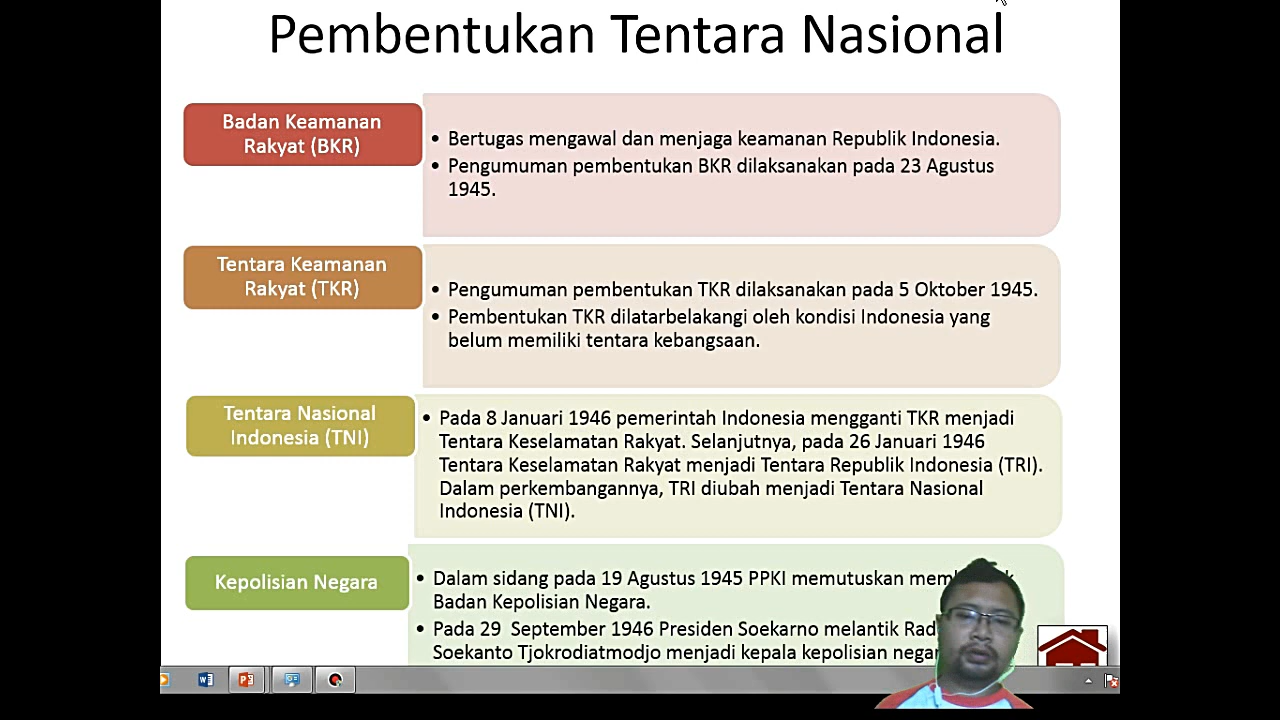 Pembentukan Tentara Nasional
Badan Keamanan
Rakyat (BKR)
• Bertugas mengawal dan menjaga keamanan Republik Indonesia.
• Pengumuman pembentukan BKR dilaksanakan pada 23 Agustus
1945.
Tentara Keamanan
Rakyat (TKR)
• Pengumuman pembentukan TKR dilaksanakan pada 5 Oktober 1945.
• Pembentukan TKR dilatarbelakangi oleh kondisi Indonesia yang
belum memiliki tentara kebangsaan.
Tentara Nasional
Indonesia (TNI)
• Pada 8 Januari 1946 pemerintah Indonesia mengganti TKR menjadi
Tentara Keselamatan Rakyat. Selanjutnya, pada 26 Januari 1946
Tentara Keselamatan Rakyat menjadi Tentara Republik Indonesia (TRI).
Dalam perkembangannya, TRI diubah menjadi Tentara Nasional
Indonesia (TNI).
Kepolisian Negara
• Dalam sidang pada 19 Agustus 1945 PPKI memutuskan
Badan Kepolisian Negara.
• Pada 29 September 1946 Presiden Soekarno melantik
Soekanto Tjokrodiatmodjo menjadi kepala kepolisian